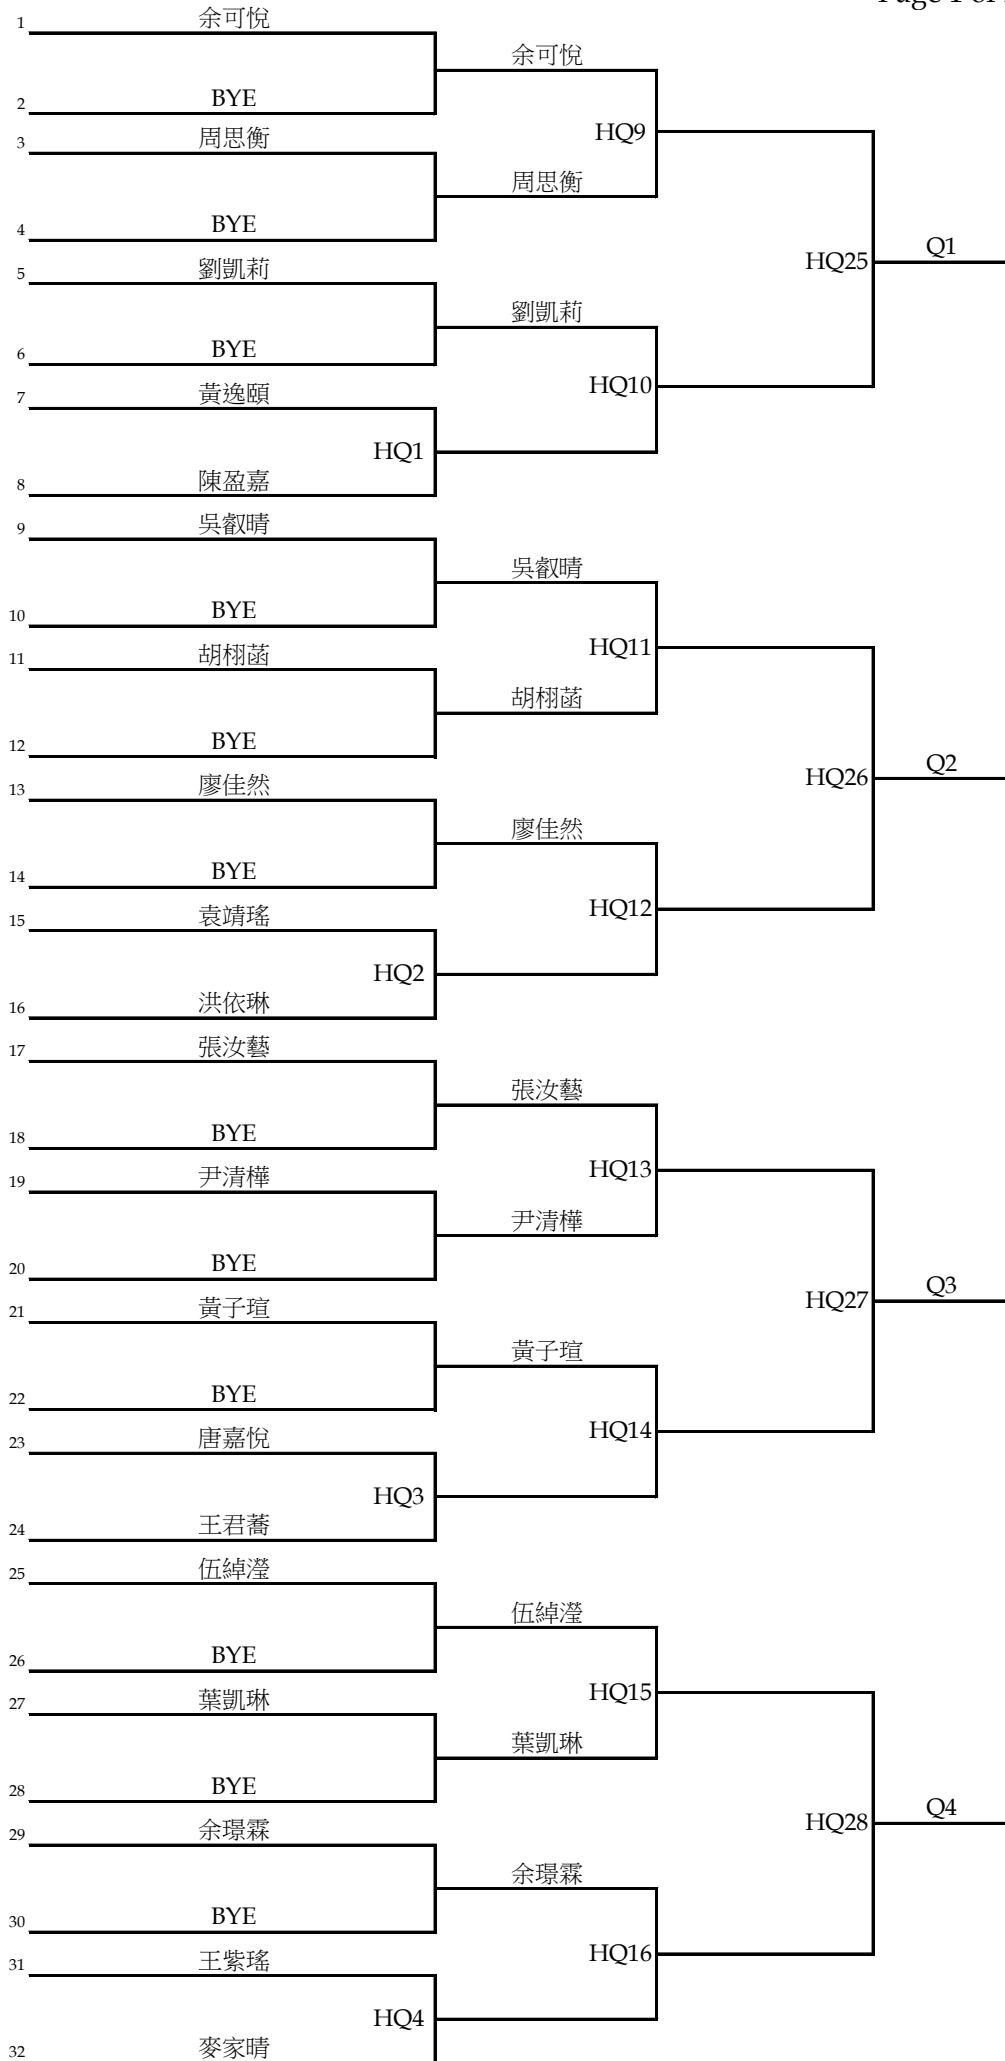 Page 1 of
1 余可悅
余可悅
2 BYE
HQ9
3 周思衡
周思衡
4 BYE
HQ25 Q1
5 劉凱莉
劉凱莉
6 BYE
HQ10
7 黃逸頤
HQ1
8 陳盈嘉
9 吳叡晴
吳叡晴
10 BYE
HQ11
11 胡栩菡
胡栩菡
12 BYE
HQ26 Q2
13 廖佳然
廖佳然
14 BYE
HQ12
15 袁靖瑤
HQ2
16 洪依琳
17 張汝藝
張汝藝
18 BYE
HQ13
19 尹清樺
尹清樺
20 BYE
HQ27 Q3
21 黃子瑄
黃子瑄
22 BYE
HQ14
23 唐嘉悅
HQ3
24 王君蕎
25 伍綽瀅
伍綽瀅
26 BYE
HQ15
27 葉凱琳
葉凱琳
28 BYE
HQ28 Q4
29 余璟霖
余璟霖
30 BYE
HQ16
31 王紫瑤
HQ4
32 麥家晴